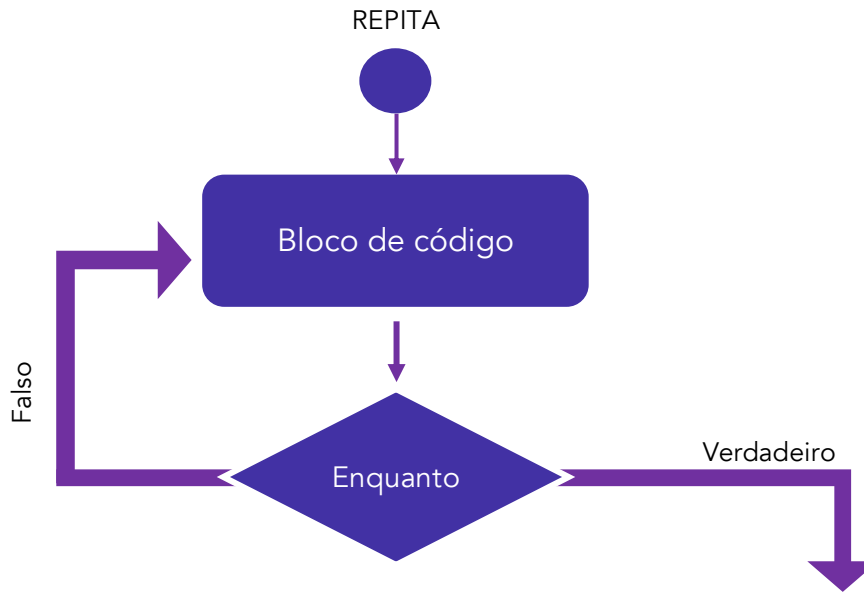 REPITA
Bloco de código
Falso
Enquanto
Verdadeiro